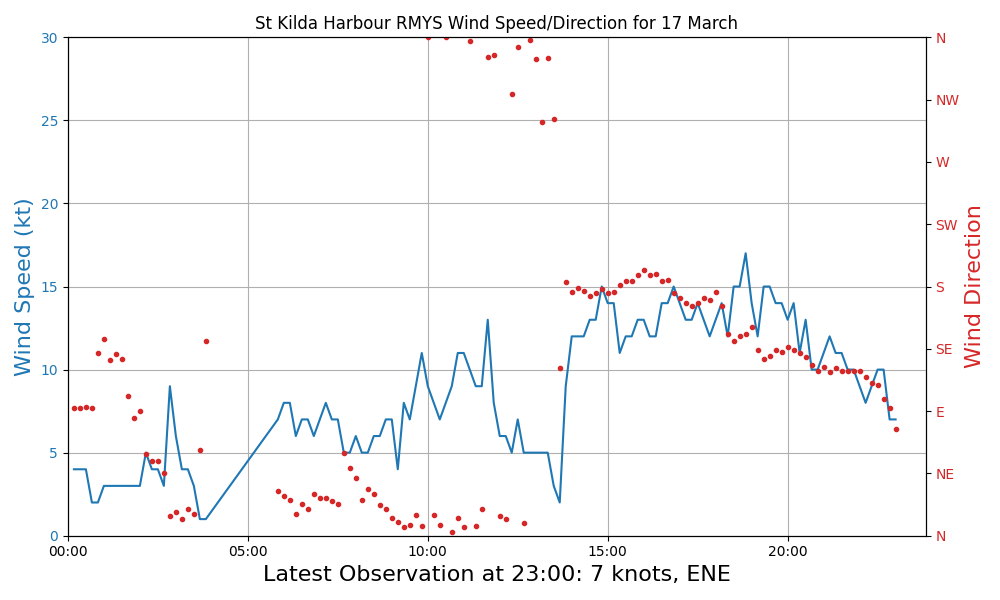 St Kilda Harbour RMYS Wind Speed/Direction for 17 March
30
25
20
15
10
5
0
Wind Speed (kt)
N
NW
W
SW
S
SE
E
NE
N
Wind Direction
00:00 05:00 10:00 15:00 20:00
Latest Observation at 23:00: 7 knots, ENE